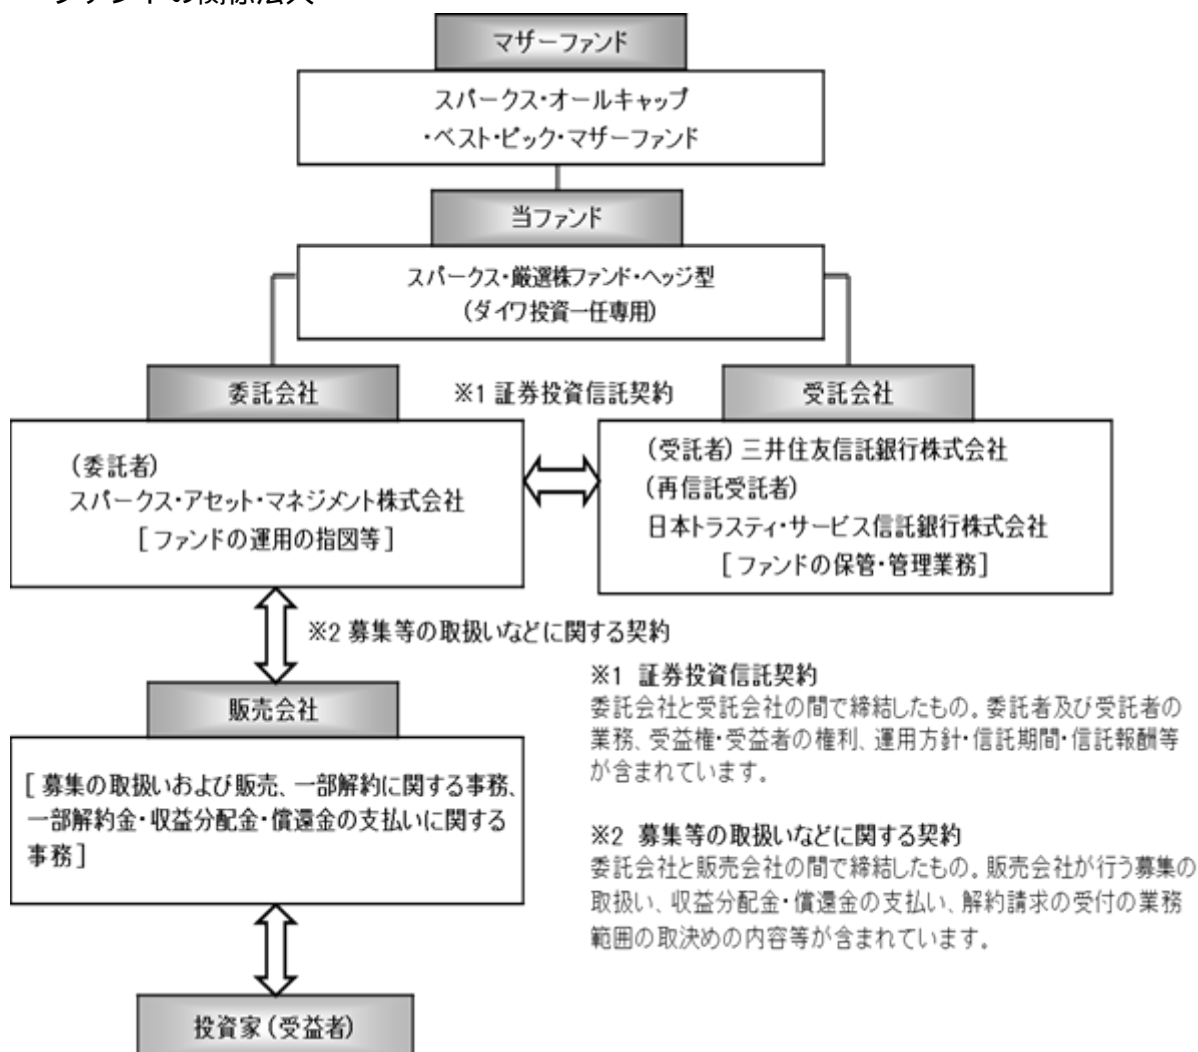 ファンドの関係法人
マザーファンド
スパークス・オールキャップ
・ベスト・ピック・マザーファンド
当ファンド
スパークス・厳選株ファンド・ヘッジ型
(ダイワ投資一任専用)
委託会社
※1 証券投資信託契約
受託会社
(委託者)
スパークス・アセット・マネジメント株式会社
[ファンドの運用の指図等]
(受託者) 三井住友信託銀行株式会社
(再信託受託者)
日本トラスティ・サービス信託銀行株式会社
[ファンドの保管・管理業務]
※2 募集等の取扱いなどに関する契約
販売会社
[募集の取扱いおよび販売、一部解約に関する事務、
一部解約金・収益分配金・償還金の支払いに関する
事務]
※1 証券投資信託契約
委託会社と受託会社の間で締結したもの。委託者及び受託者の
業務、受益権・受益者の権利、運用方針・信託期間・信託報酬等
が含まれています。
※2 募集等の取扱いなどに関する契約
委託会社と販売会社の間で締結したもの。販売会社が行う募集の
取扱い、収益分配金・償還金の支払い、解約請求の受付の業務
範囲の取決めの内容等が含まれています。
投資家(受益者)